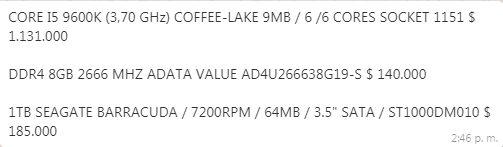 CORE I5 9600K (3,70 GHz) COFFEE-LAKE 9MB / 6 /6 CORES SOCKET 1151 $
1.131.000
DDR4 8GB 2666 MHZ ADATA VALUE AD4U266638G19-S $ 140.000
1TB SEAGATE BARRACUDA / 7200RPM / 64MB / 3.5" SATA / ST1000DM010 $
185.000
2:46 p. m.